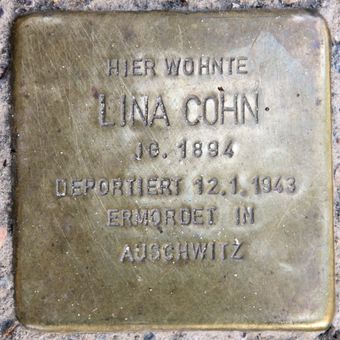 HIER WOHNTE
LINA COHN
JG. 1894
DEPORTIERT 12.1.1943
ERMORDET IN
AUSCHWITZ